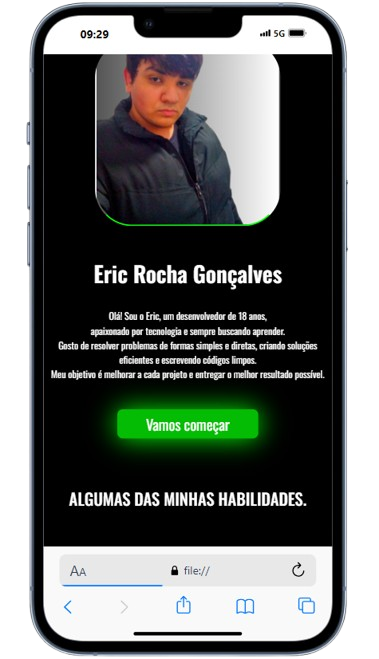 09:29
5G
Eric Rocha Gonçalves
Olá! Sou o Eric, um desenvolvedor de 18 anos,
apaixonado por tecnologia e sempre buscando aprender.
Gosto de resolver problemas de formas simples e diretas, criando soluções
eficientes e escrevendo códigos limpos.
Meu objetivo é melhorar a cada projeto e entregar o melhor resultado possível.
Vamos começar
ALGUMAS DAS MINHAS HABILIDADES.
AA
file://